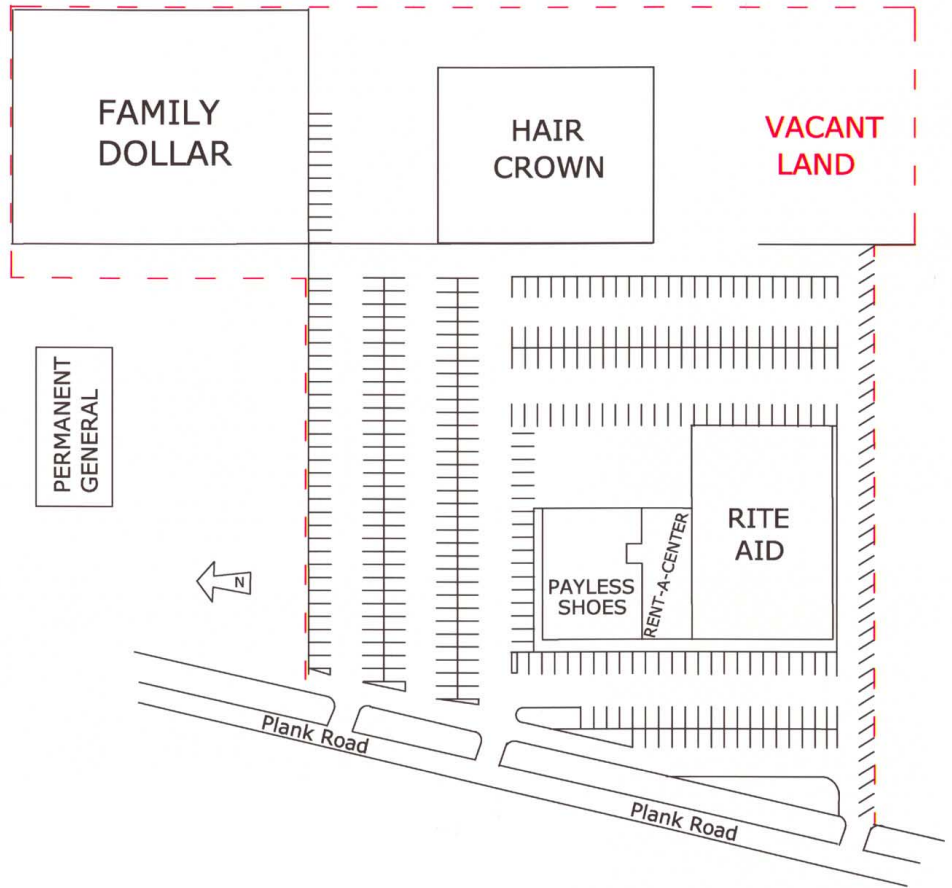 FAMILY
DOLLAR
HAIR
CROWN
VACANT
LAND
PERMANENT
GENERAL
N
RITE
AID
RENT-A-CENTER
PAYLESS
SHOES
Plank Road
Plank Road